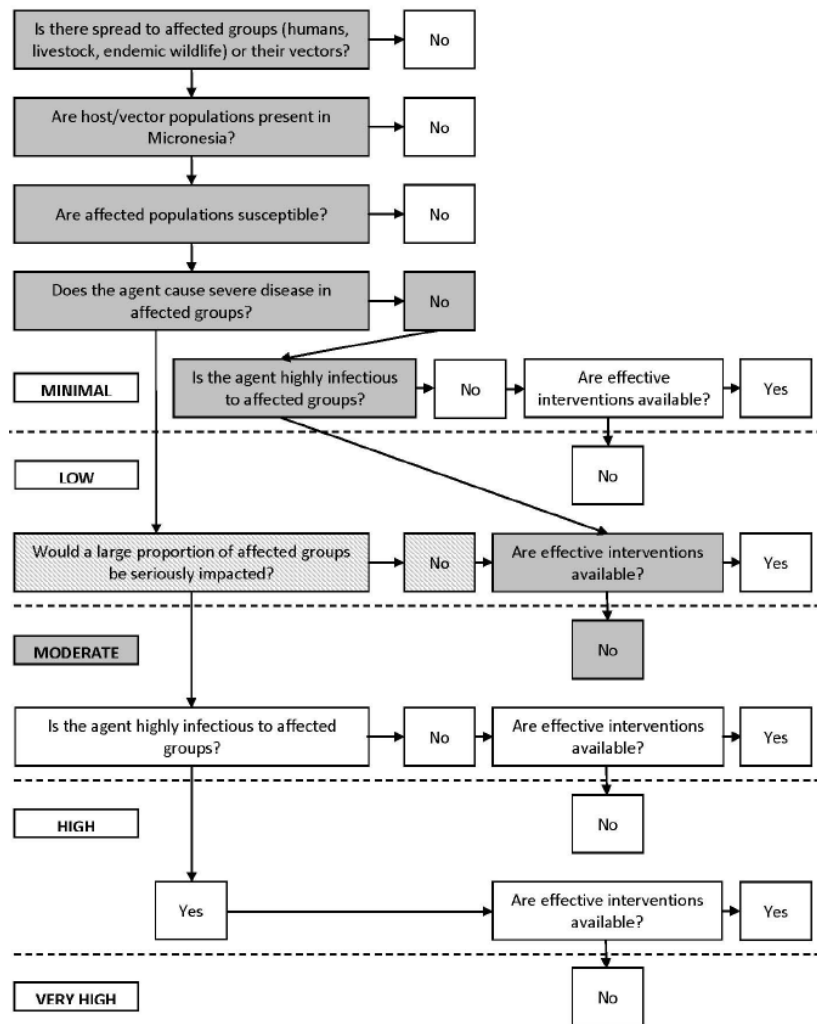 Is there spread to affected groups (humans,
livestock, endemic wildlife) or their vectors?
No
Are host/vector populations present in
Micronesia?
No
Are affected populations susceptible?
No
Does the agent cause severe disease in
affected groups?
No
MINIMAL
Is the agent highly infectious
to affected groups?
No
Are effective
interventions available?
Yes
LOW
No
Would a large proportion of affected groups
be seriously impacted?
No
Are effective interventions
available?
Yes
MODERATE
No
Is the agent highly infectious to affected
groups?
No
Are effective interventions
available?
Yes
HIGH
No
Yes
Are effective interventions
available?
Yes
VERY HIGH
No